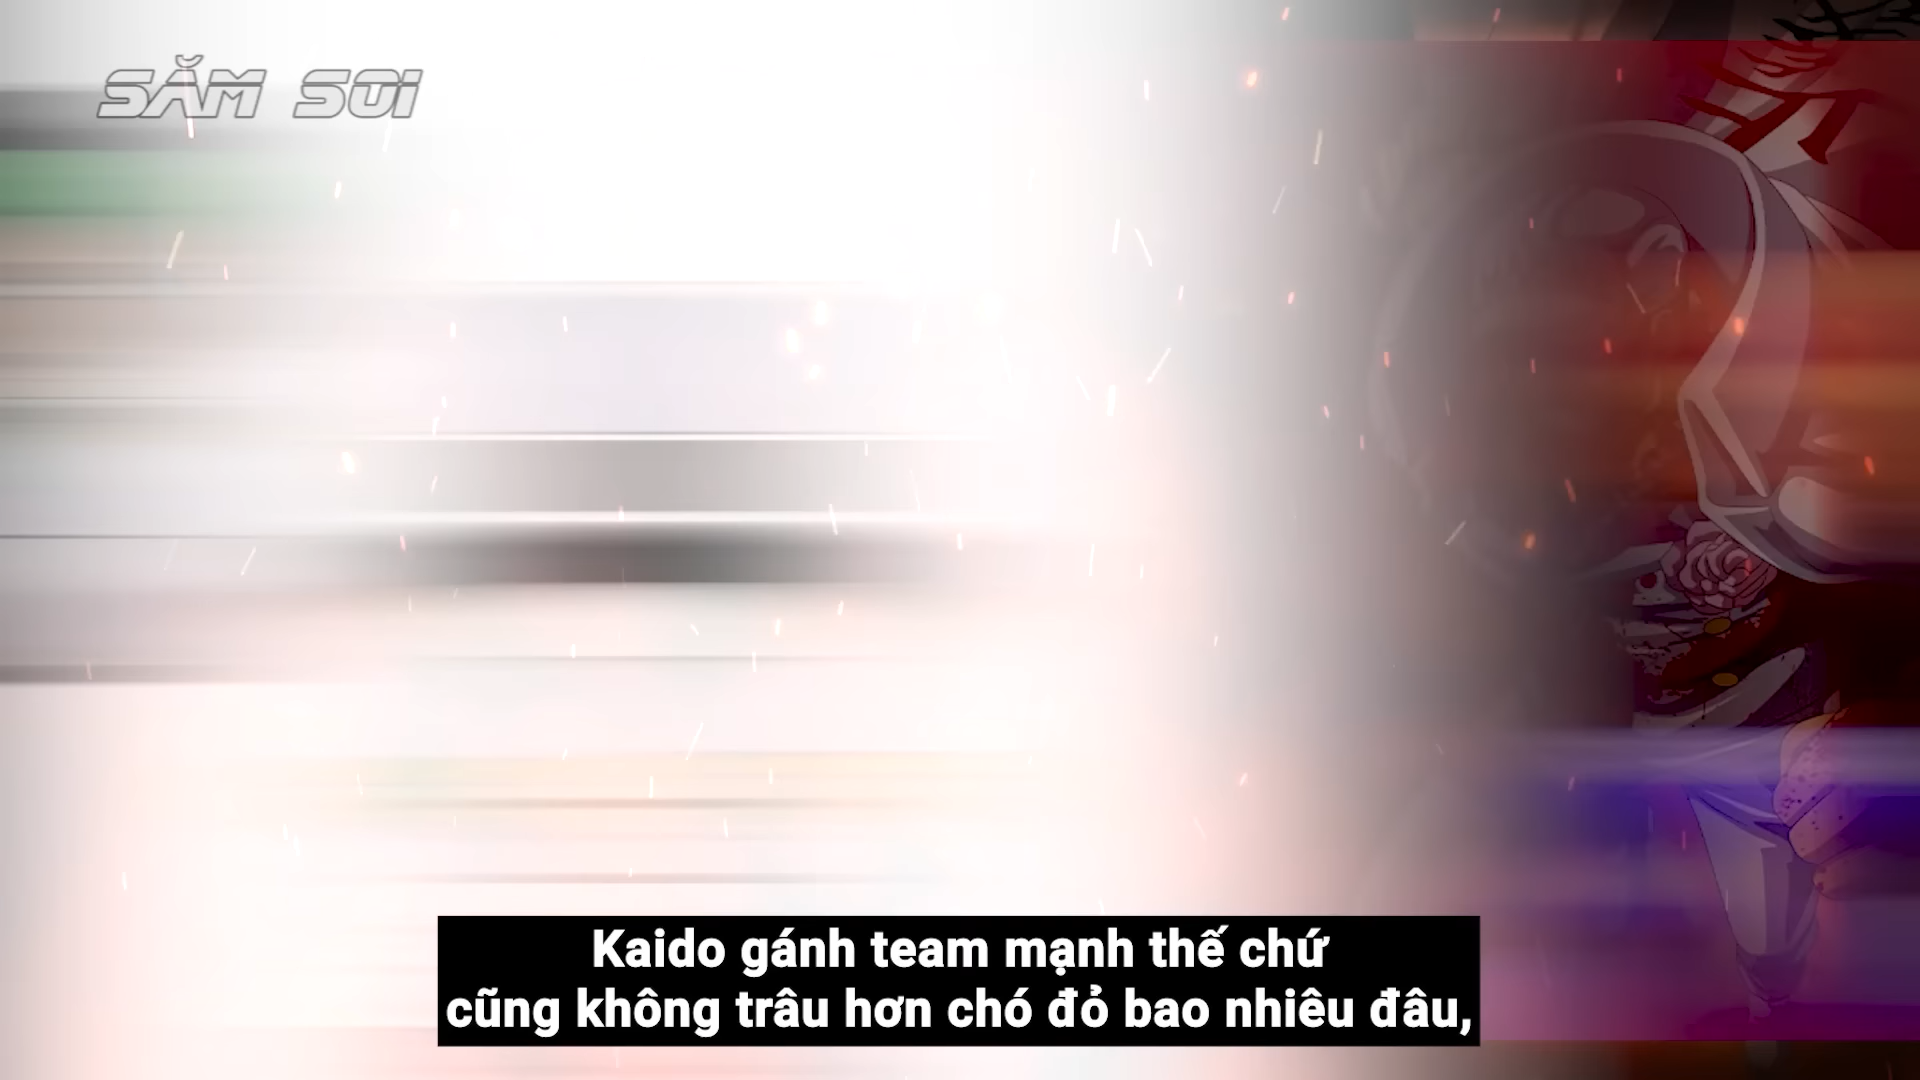 SĂM SOI
Kaido gánh team mạnh thế chứ
cũng không trâu hơn chó đỏ bao nhiêu đâu,